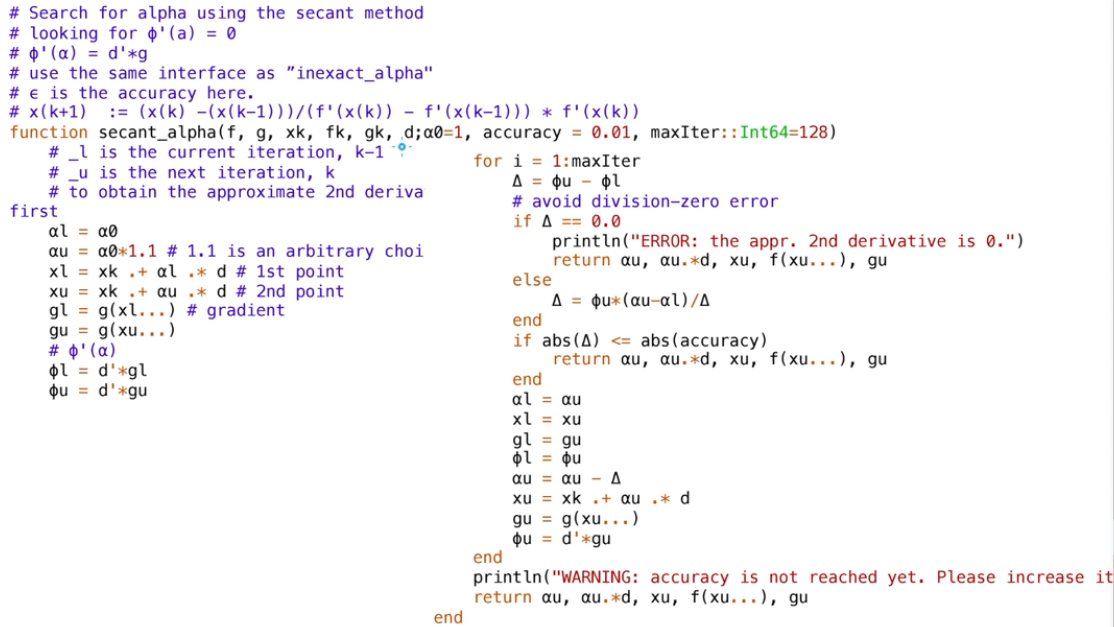 # Search for alpha using the secant method
# looking for ϕ'(a) = 0
# ϕ'(α) = d'*g
# use the same interface as ”inexact_alpha"
# ϵ is the accuracy here.
# x(k+1)  := (x(k) -(x(k-1)))/(f'(x(k)) - f'(x(k-1))) * f'(x(k))
function secant_alpha(f, g, xk, fk, gk, d;α0=1, accuracy = 0.01, maxIter::Int64=128)
    # _l is the current iteration, k-1
    # _u is the next iteration, k
    # to obtain the approximate 2nd deriva
first
    αl = α0
    αu = α0*1.1 # 1.1 is an arbitrary choi
    xl = xk .+ αl .* d # 1st point
    xu = xk .+ αu .* d # 2nd point
    gl = g(xl...) # gradient
    gu = g(xu...)
    # ϕ'(α)
    ϕl = d'*gl
    ϕu = d'*gu
    for i = 1:maxIter
        Δ = ϕu - ϕl
        # avoid division-zero error
        if Δ == 0.0
            println("ERROR: the appr. 2nd derivative is 0.")
            return αu, αu.*d, xu, f(xu...), gu
        else
            Δ = ϕu*(αu-αl)/Δ
        end
        if abs(Δ) <= abs(accuracy)
            return αu, αu.*d, xu, f(xu...), gu
        end
        αl = αu
        xl = xu
        gl = gu
        ϕl = ϕu
        αu = αu - Δ
        xu = xk .+ αu .* d
        gu = g(xu...)
        ϕu = d'*gu
    end
    println("WARNING: accuracy is not reached yet. Please increase it
    return αu, αu.*d, xu, f(xu...), gu
end